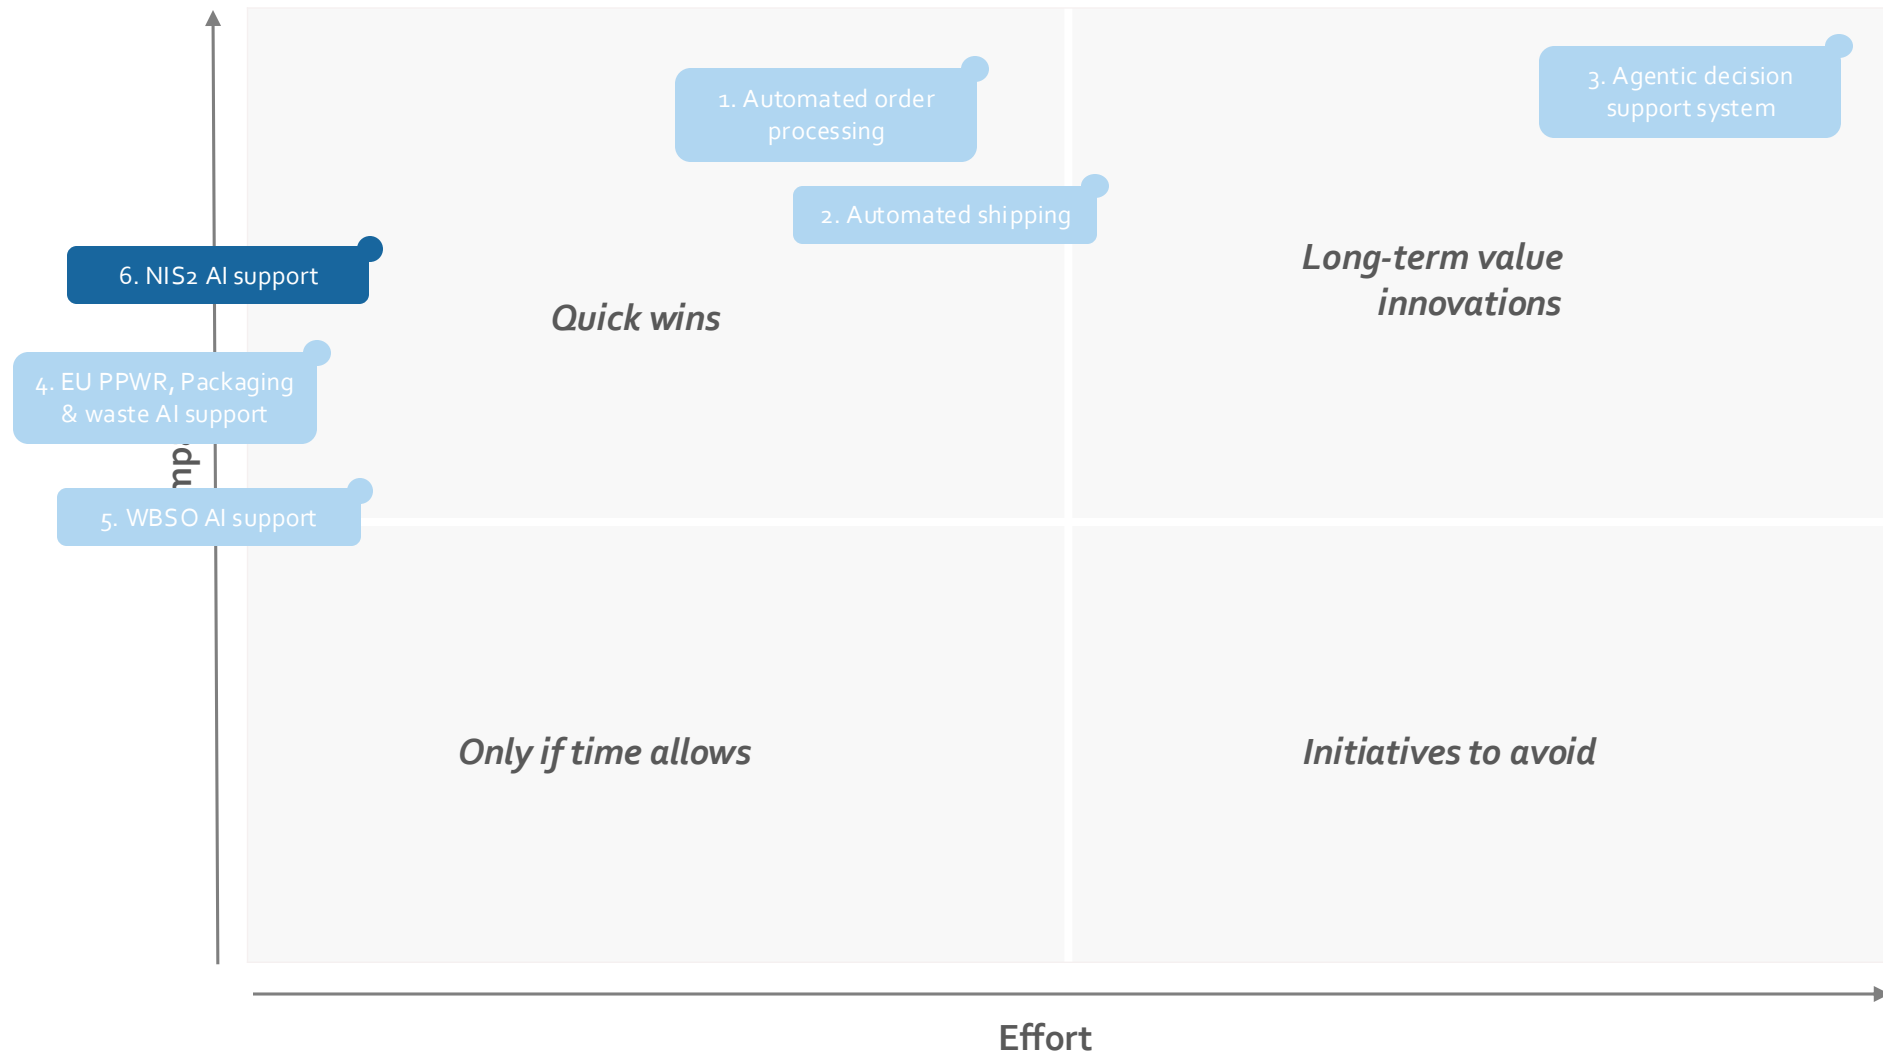 1. Automated order
processing
3. Agentic decision
support system
2. Automated shipping
Long-term value
innovations
6. NIS2 AI support
Quick wins
4. EU PPWR, Packaging
& waste AI support
5. WBSO AI support
Only if time allows
Initiatives to avoid
Effort